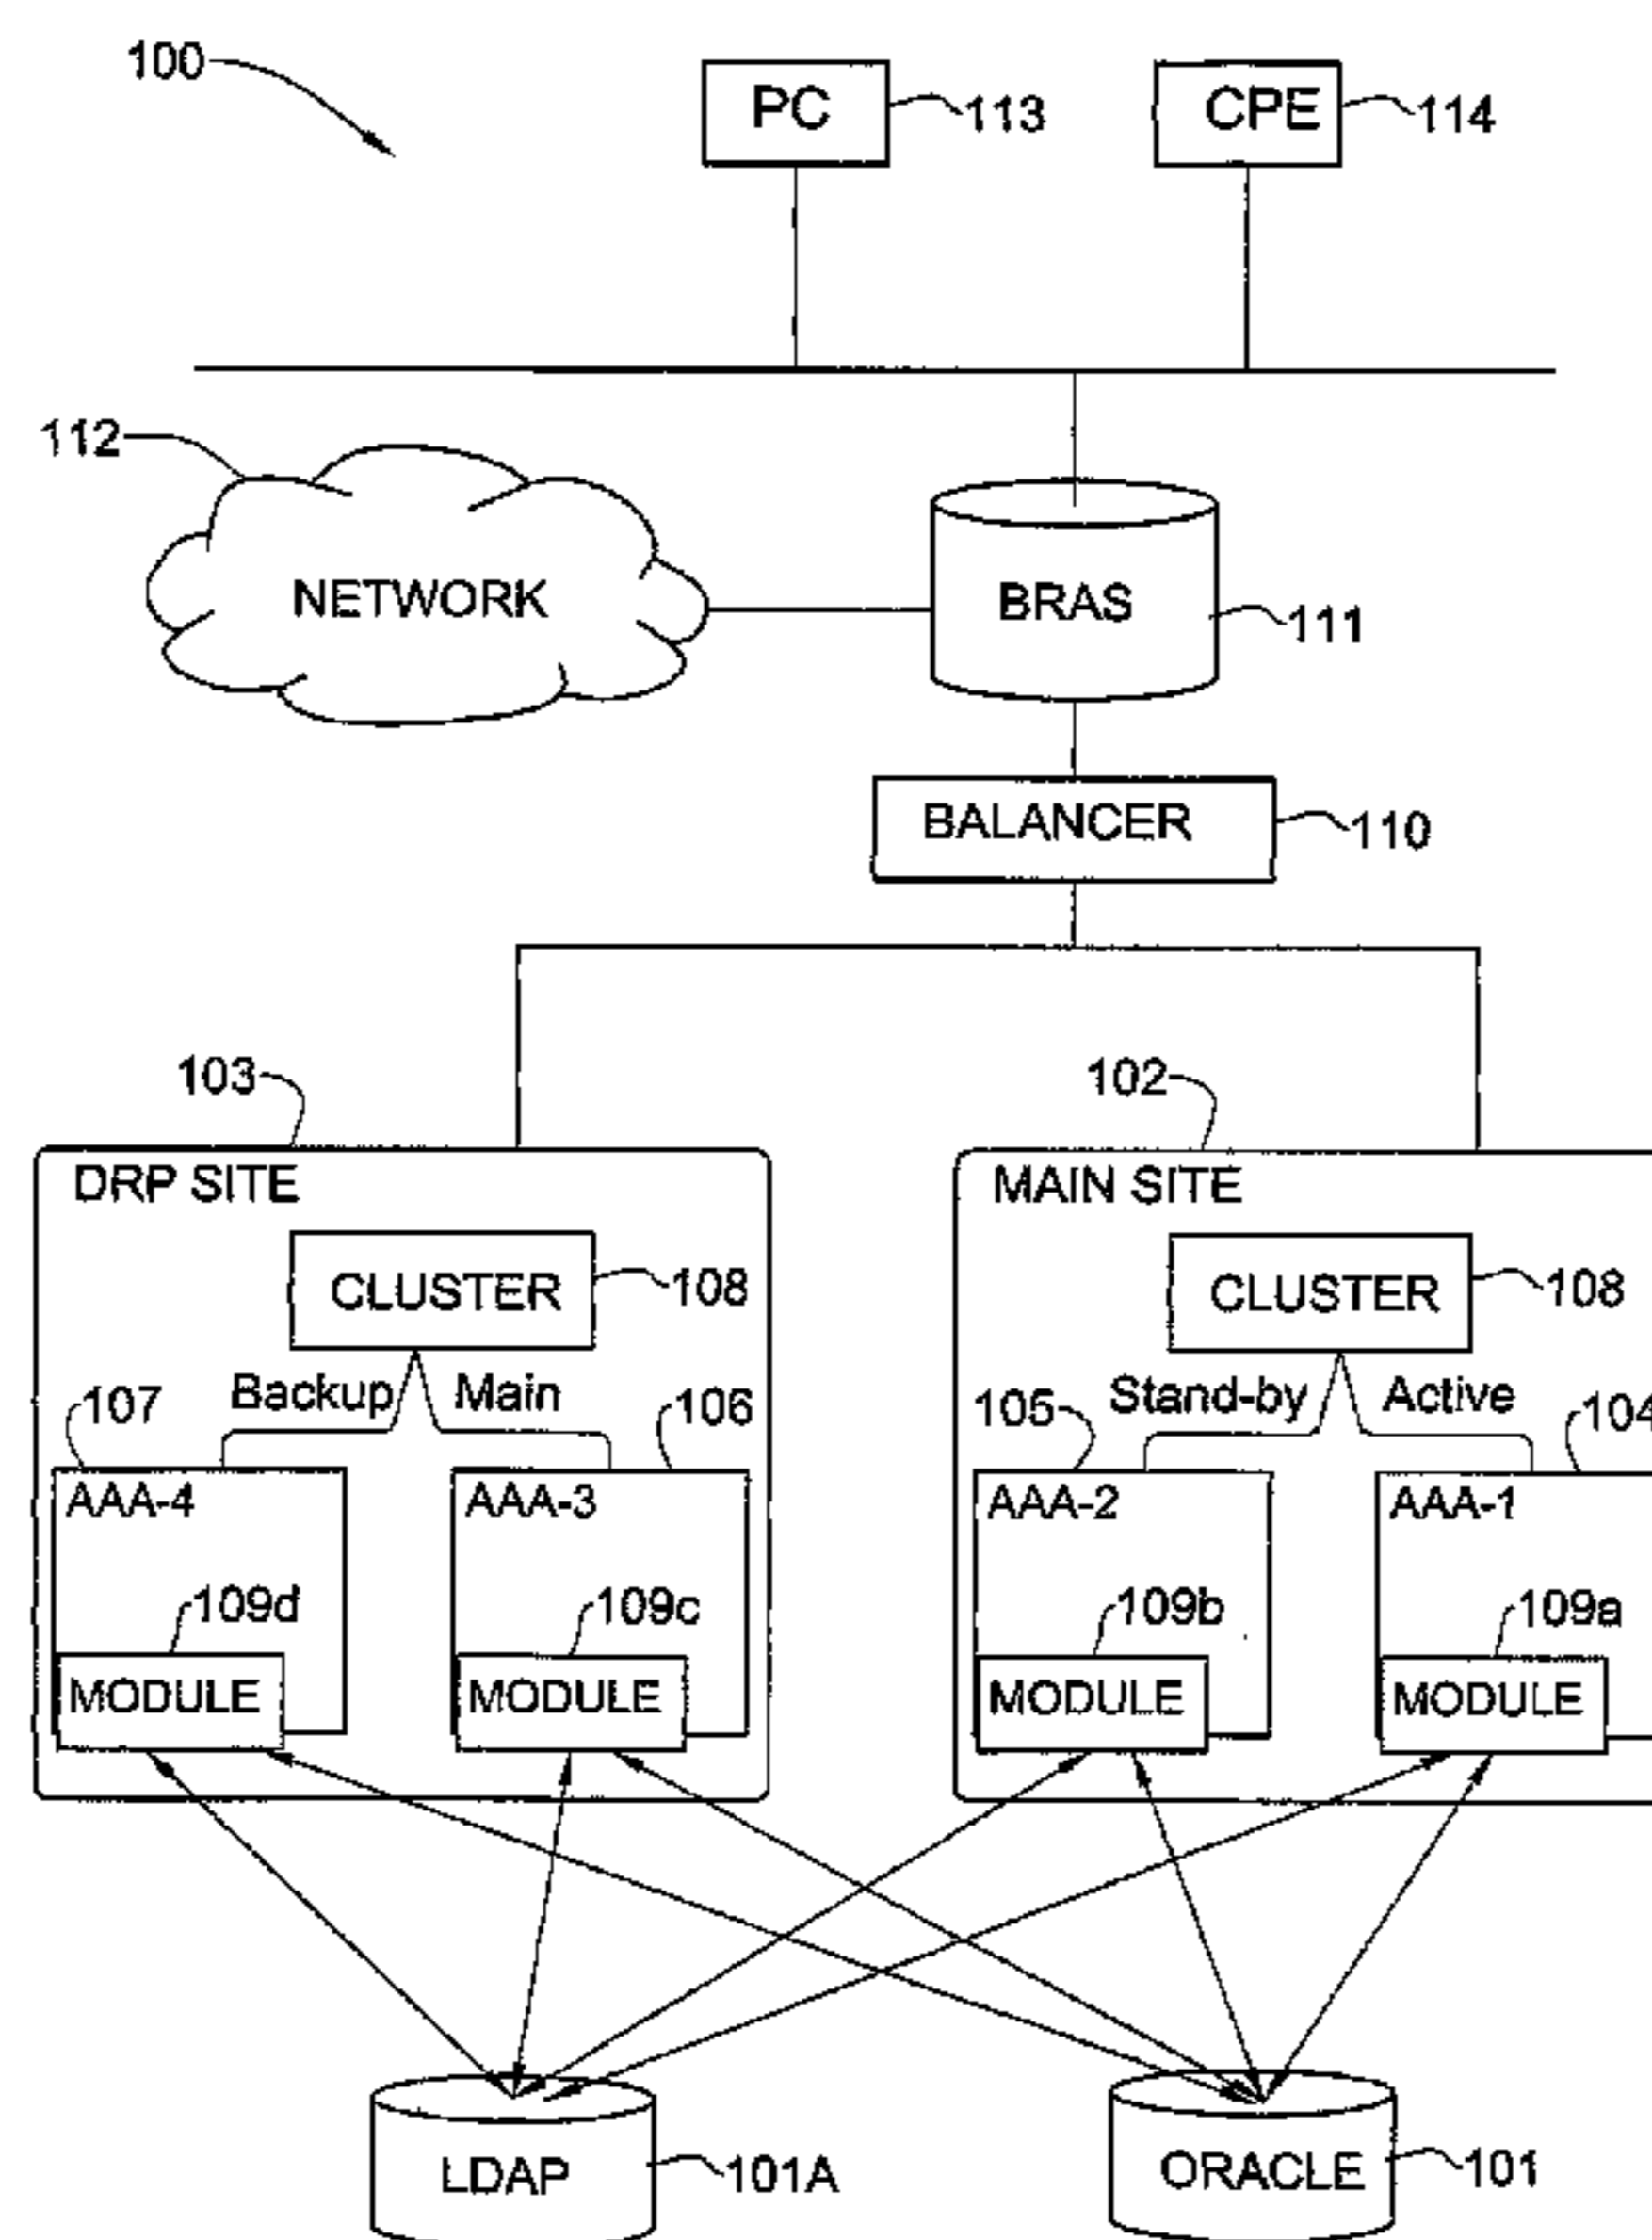 100
PC
113
CPE
114
112
NETWORK
BRAS
111
BALANCER
110
103
102
DRP SITE
MAIN SITE
CLUSTER
108
CLUSTER
108
107
Backup
Main
106
105
Stand-by
Active
104
AAA-4
AAA-3
AAA-2
AAA-1
109d
109c
109b
109a
MODULE
MODULE
MODULE
MODULE
LDAP
101A
ORACLE
101